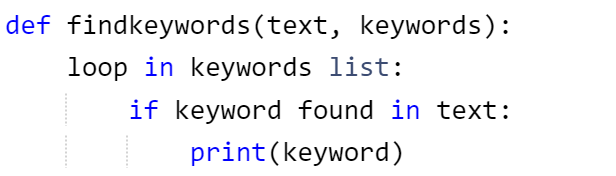 def findkeywords(text, keywords):
    loop in keywords list:
        if keyword found in text:
            print(keyword)